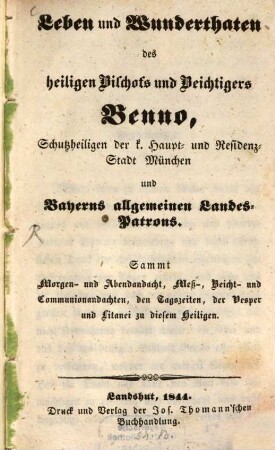 Leben und Wunderthaten
des
heiligen Bischofs und Beichtigers
Benno,
Schutzheiligen der k. Haupt- und Residenz-
Stadt München
und
Bayerns allgemeinen Landes-
Patrons.
Sammt
Morgen- und Abendandacht, Meß-, Beicht- und
Communionandachten, den Tagszeiten, der Vesper
und Litanei zu diesem Heiligen.
Landshut, 1844.
Druck und Verlag der Jos. Thomann'schen
Buchhandlung.